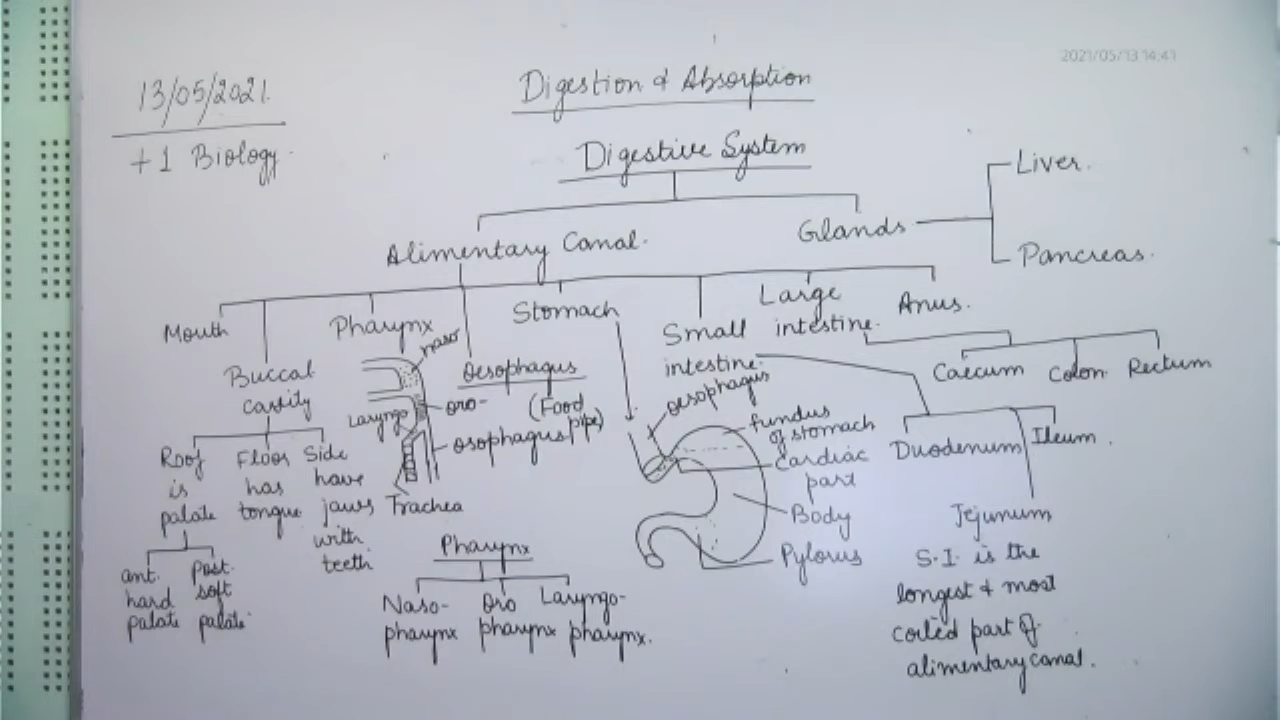 2021/05/13 14:41
13/05/2021.
+1 Biology.
Digestion & Absorption
Digestive System
Alimentary Canal.
Glands
Liver.
Pancreas.
Mouth
Buccal
cavity
Pharynx
Oesophagus
(Food
pipe)
Stomach
Small
intestine.
Large
intestine.
Anus.
Roof
is
palate
Floor
has
tongue
Side
have
jaws
with
teeth.
ant.
hard
palate
Post.
soft
palate
naso
Laryngo
oro-
osophagus
Trachea
Pharynx
Naso-
pharynx
Oro
pharynx
Laryngo-
pharynx.
oesophagus
fundus
of stomach
Cardiac
part
Body
Pylorus
Caecum
Colon
Rectum
Duodenum
Ileum.
Jejunum
S.I. is the
longest & most
coiled part of
alimentary canal.